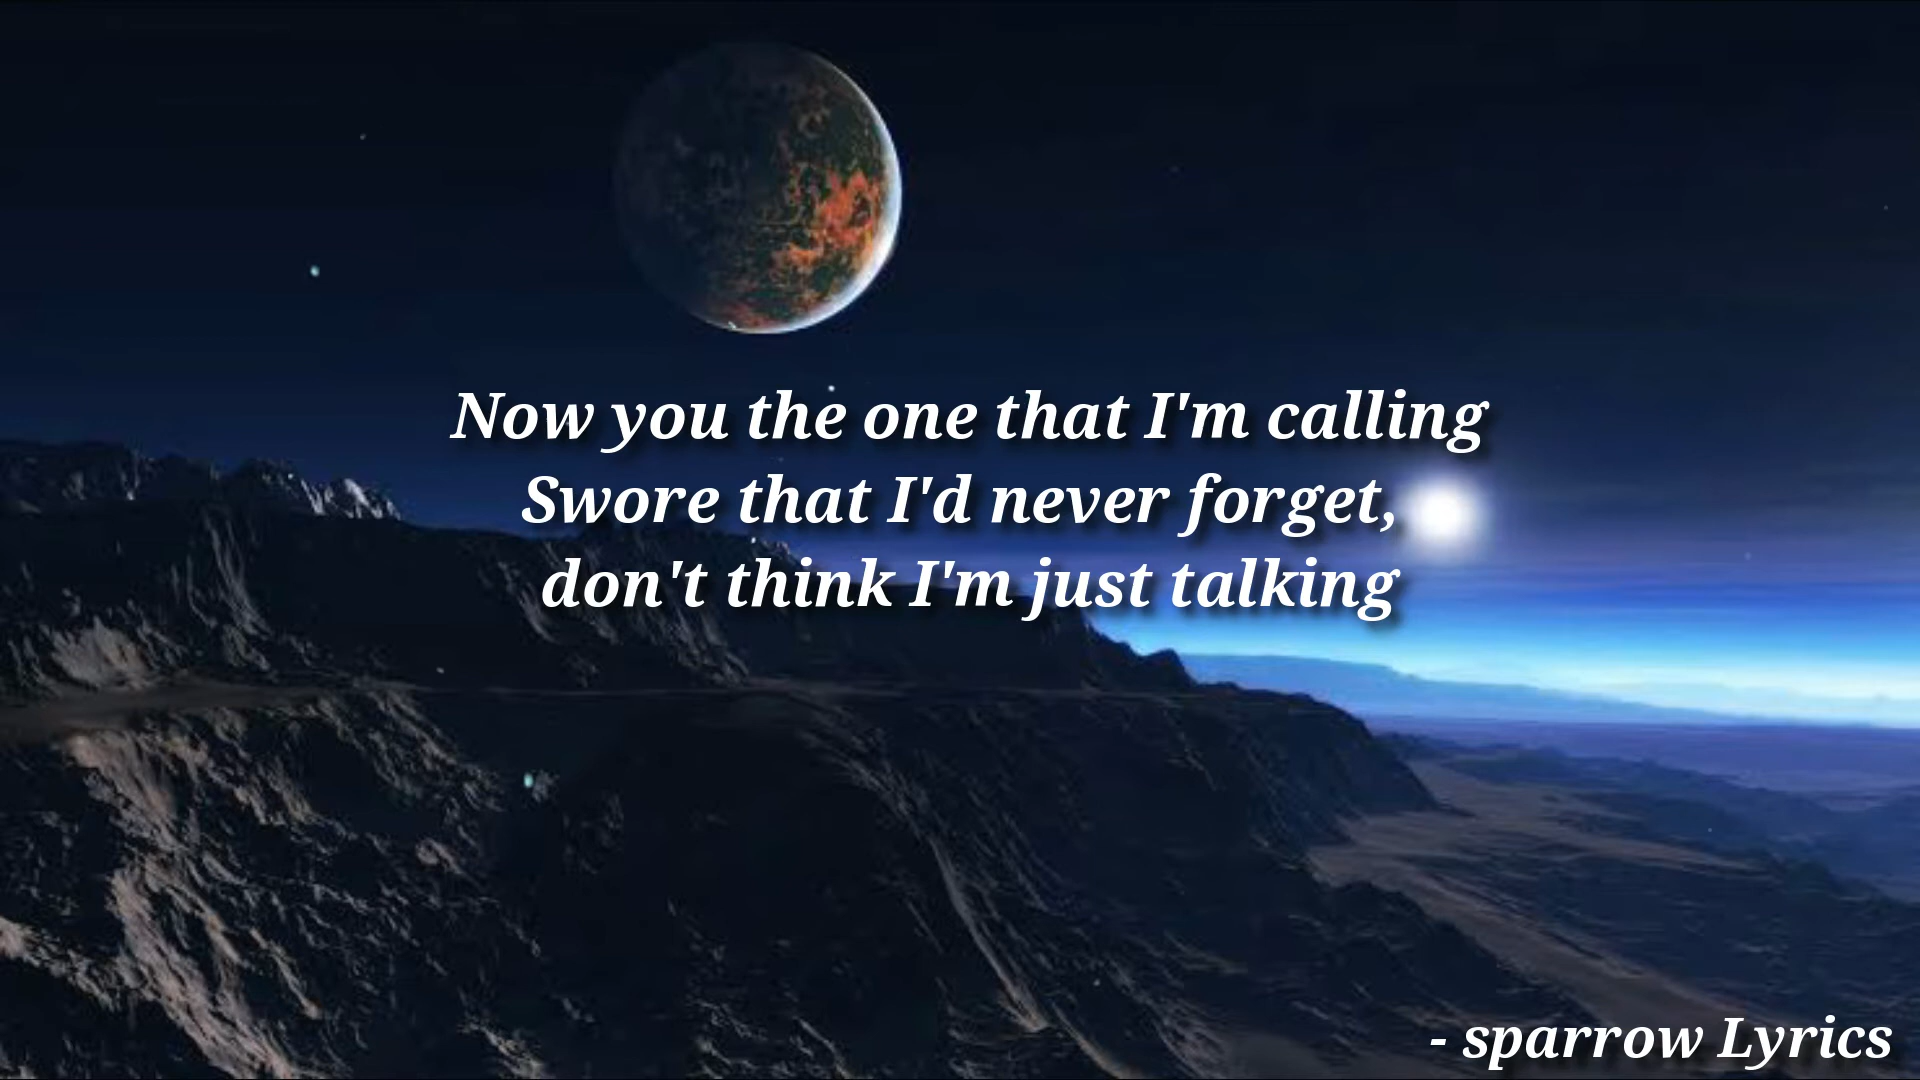 Now you the one that I'm calling
Swore that I'd never forget,
don't think I'm just talking
- sparrow Lyrics